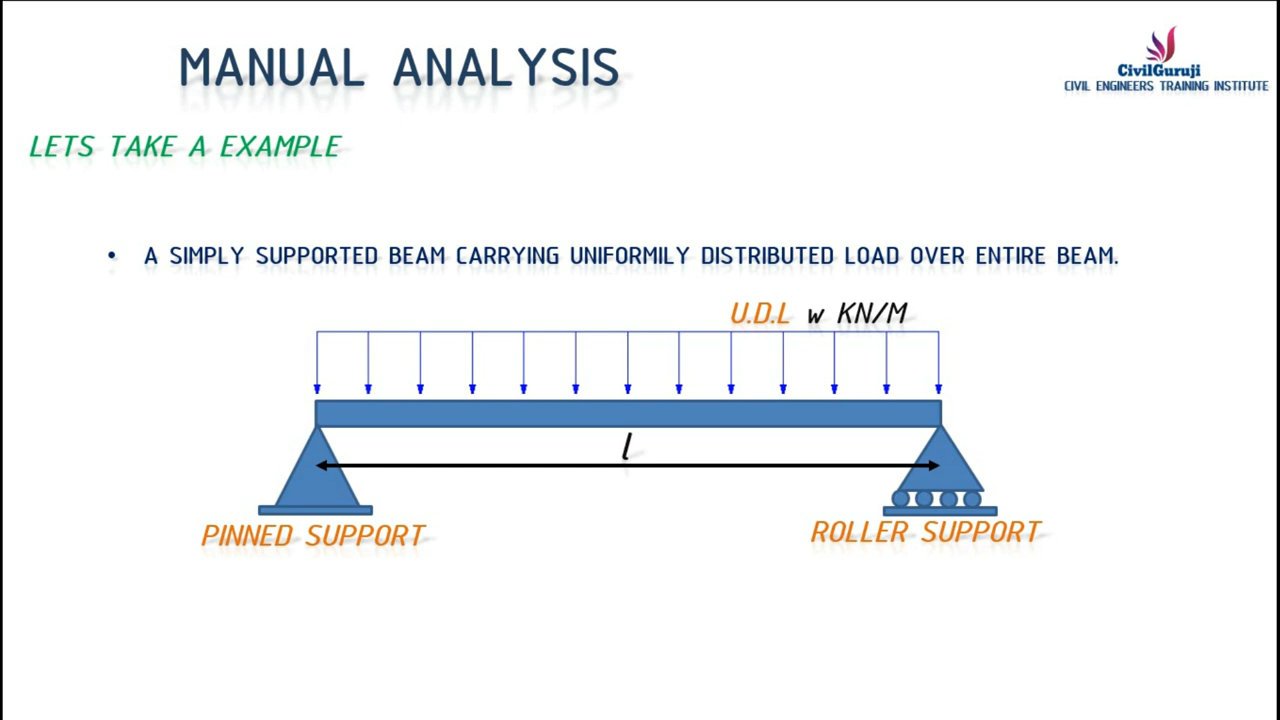 MANUAL ANALYSIS
CivilGuruji
CIVIL ENGINEERS TRAINING INSTITUTE
LETS TAKE A EXAMPLE
• A SIMPLY SUPPORTED BEAM CARRYING UNIFORMILY DISTRIBUTED LOAD OVER ENTIRE BEAM.
U.D.L w KN/M
l
PINNED SUPPORT
ROLLER SUPPORT